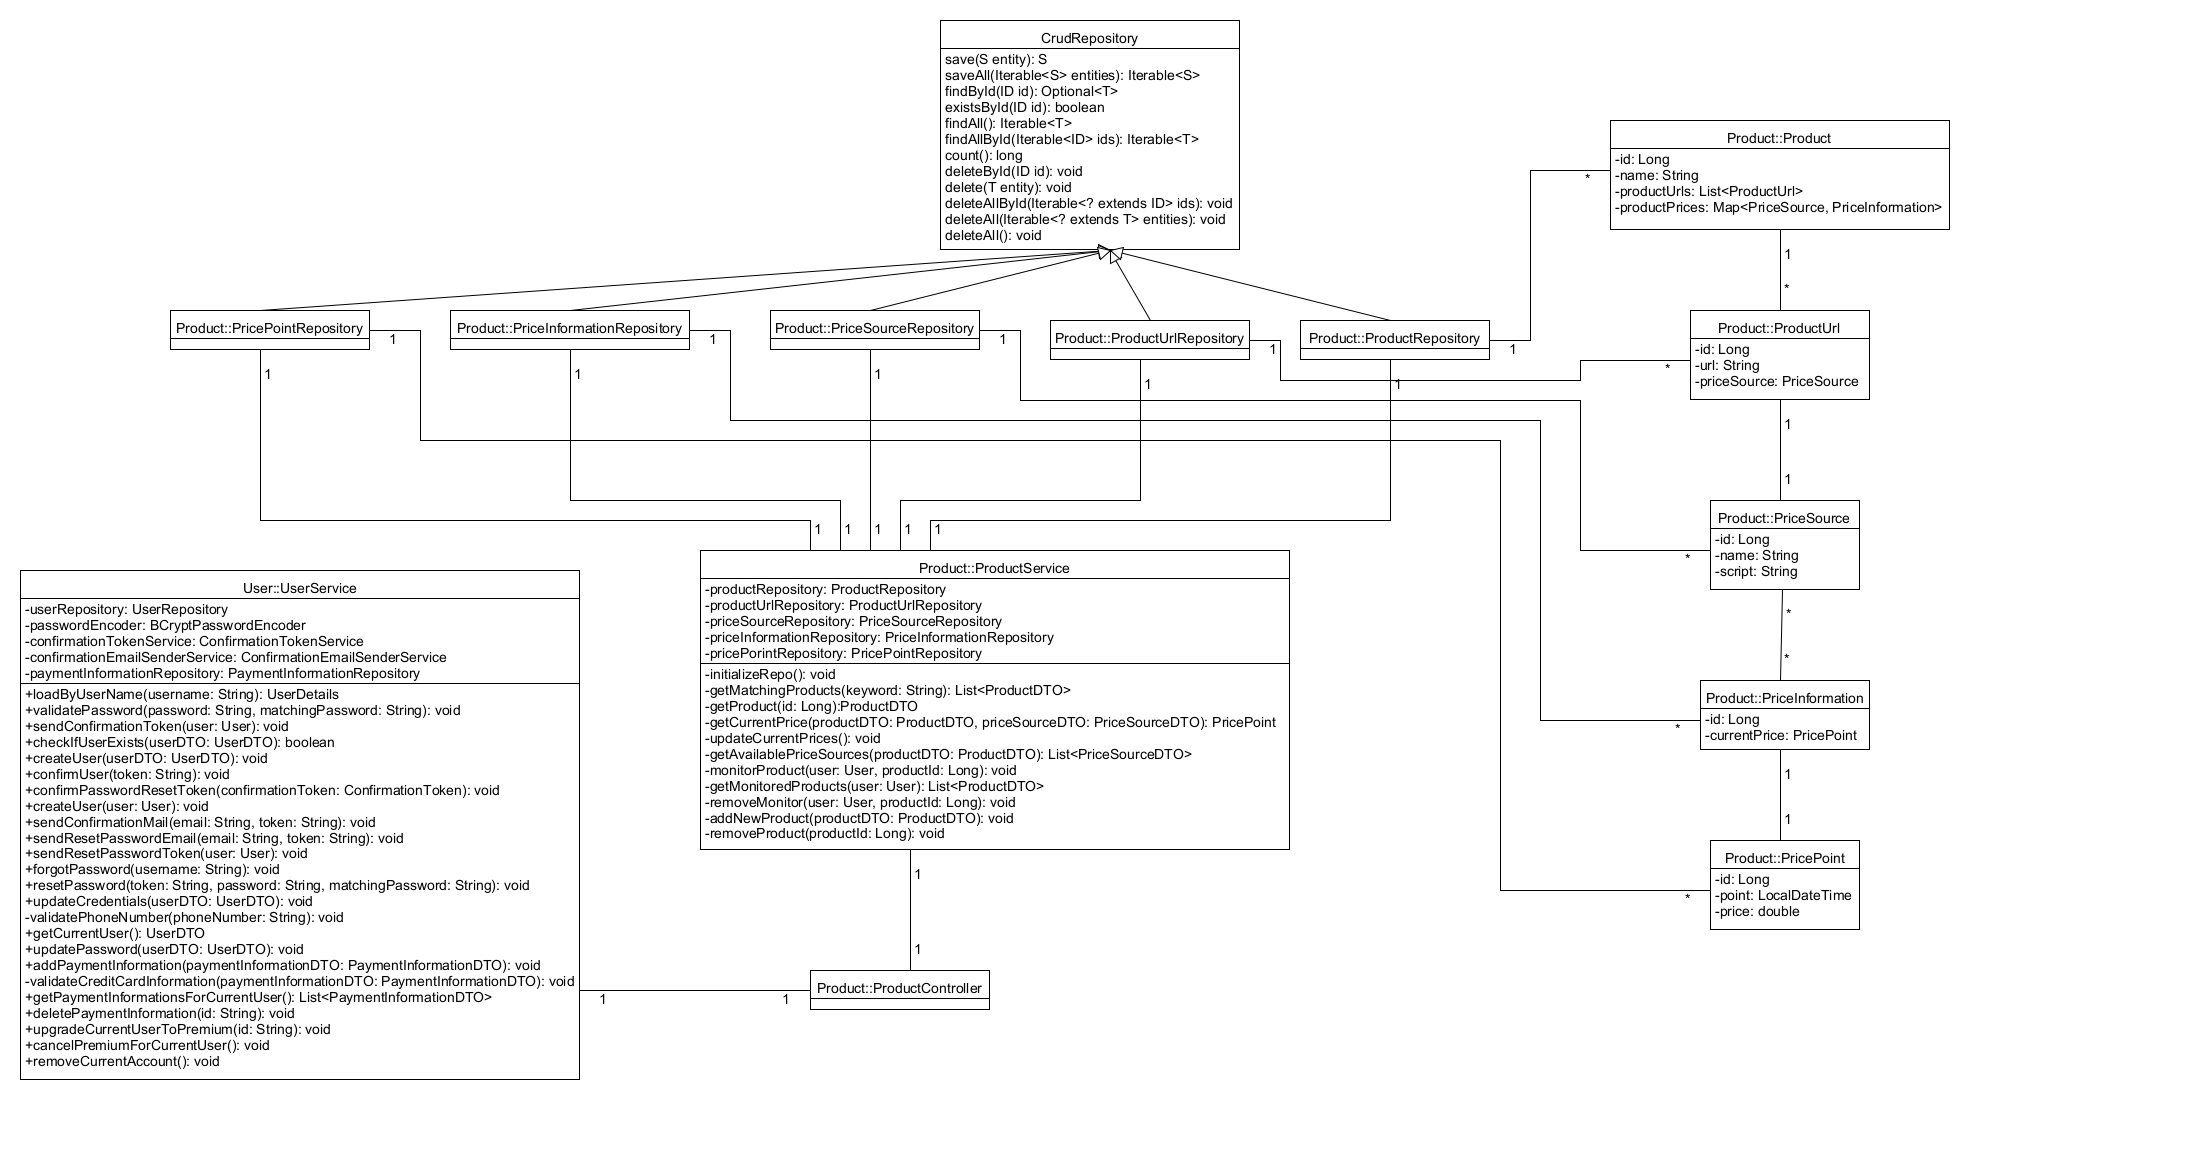 CrudRepository
save(S entity): S
saveAll(Iterable<S> entities): Iterable<S>
findById(ID id): Optional<T>
existsById(ID id): boolean
findAll(): Iterable<T>
findAllById(Iterable<ID> ids): Iterable<T>
count(): long
deleteById(ID id): void
delete(T entity): void
deleteAllById(Iterable<? extends ID> ids): void
deleteAll(Iterable<? extends T> entities): void
deleteAll(): void
Product::Product
-id: Long
-name: String
-productUrls: List<ProductUrl>
-productPrices: Map<PriceSource, PriceInformation>
*
1
*
Product::PricePointRepository
1
1
Product::PriceInformationRepository
1
1
Product::PriceSourceRepository
1
1
Product::ProductUrlRepository
1
1
Product::ProductRepository
1
1
Product::ProductUrl
-id: Long
-url: String
-priceSource: PriceSource
*
1
1
Product::PriceSource
-id: Long
-name: String
-script: String
*
*
*
Product::PriceInformation
-id: Long
-currentPrice: PricePoint
*
1
1
Product::PricePoint
-id: Long
-point: LocalDateTime
-price: double
*
1
1
1
1
1
Product::ProductService
-productRepository: ProductRepository
-productUrlRepository: ProductUrlRepository
-priceSourceRepository: PriceSourceRepository
-priceInformationRepository: PriceInformationRepository
-pricePorintRepository: PricePointRepository
-initializeRepo(): void
-getMatchingProducts(keyword: String): List<ProductDTO>
-getProduct(id: Long):ProductDTO
-getCurrentPrice(productDTO: ProductDTO, priceSourceDTO: PriceSourceDTO): PricePoint
-updateCurrentPrices(): void
-getAvailablePriceSources(productDTO: ProductDTO): List<PriceSourceDTO>
-monitorProduct(user: User, productId: Long): void
-getMonitoredProducts(user: User): List<ProductDTO>
-removeMonitor(user: User, productId: Long): void
-addNewProduct(productDTO: ProductDTO): void
-removeProduct(productId: Long): void
1
1
User::UserService
-userRepository: UserRepository
-passwordEncoder: BCryptPasswordEncoder
-confirmationTokenService: ConfirmationTokenService
-confirmationEmailSenderService: ConfirmationEmailSenderService
-paymentInformationRepository: PaymentInformationRepository
+loadByUserName(username: String): UserDetails
+validatePassword(password: String, matchingPassword: String): void
+sendConfirmationToken(user: User): void
+checkIfUserExists(userDTO: UserDTO): boolean
+createUser(userDTO: UserDTO): void
+confirmUser(token: String): void
+confirmPasswordResetToken(confirmationToken: ConfirmationToken): void
+createUser(user: User): void
+sendConfirmationMail(email: String, token: String): void
+sendResetPasswordEmail(email: String, token: String): void
+sendResetPasswordToken(user: User): void
+forgotPassword(username: String): void
+resetPassword(token: String, password: String, matchingPassword: String): void
+updateCredentials(userDTO: UserDTO): void
-validatePhoneNumber(phoneNumber: String): void
+getCurrentUser(): UserDTO
+updatePassword(userDTO: UserDTO): void
+addPaymentInformation(paymentInformationDTO: PaymentInformationDTO): void
-validateCreditCardInformation(paymentInformationDTO: PaymentInformationDTO): void
+getPaymentInformationsForCurrentUser(): List<PaymentInformationDTO>
+deletePaymentInformation(id: String): void
+upgradeCurrentUserToPremium(id: String): void
+cancelPremiumForCurrentUser(): void
+removeCurrentAccount(): void
1
1
Product::ProductController